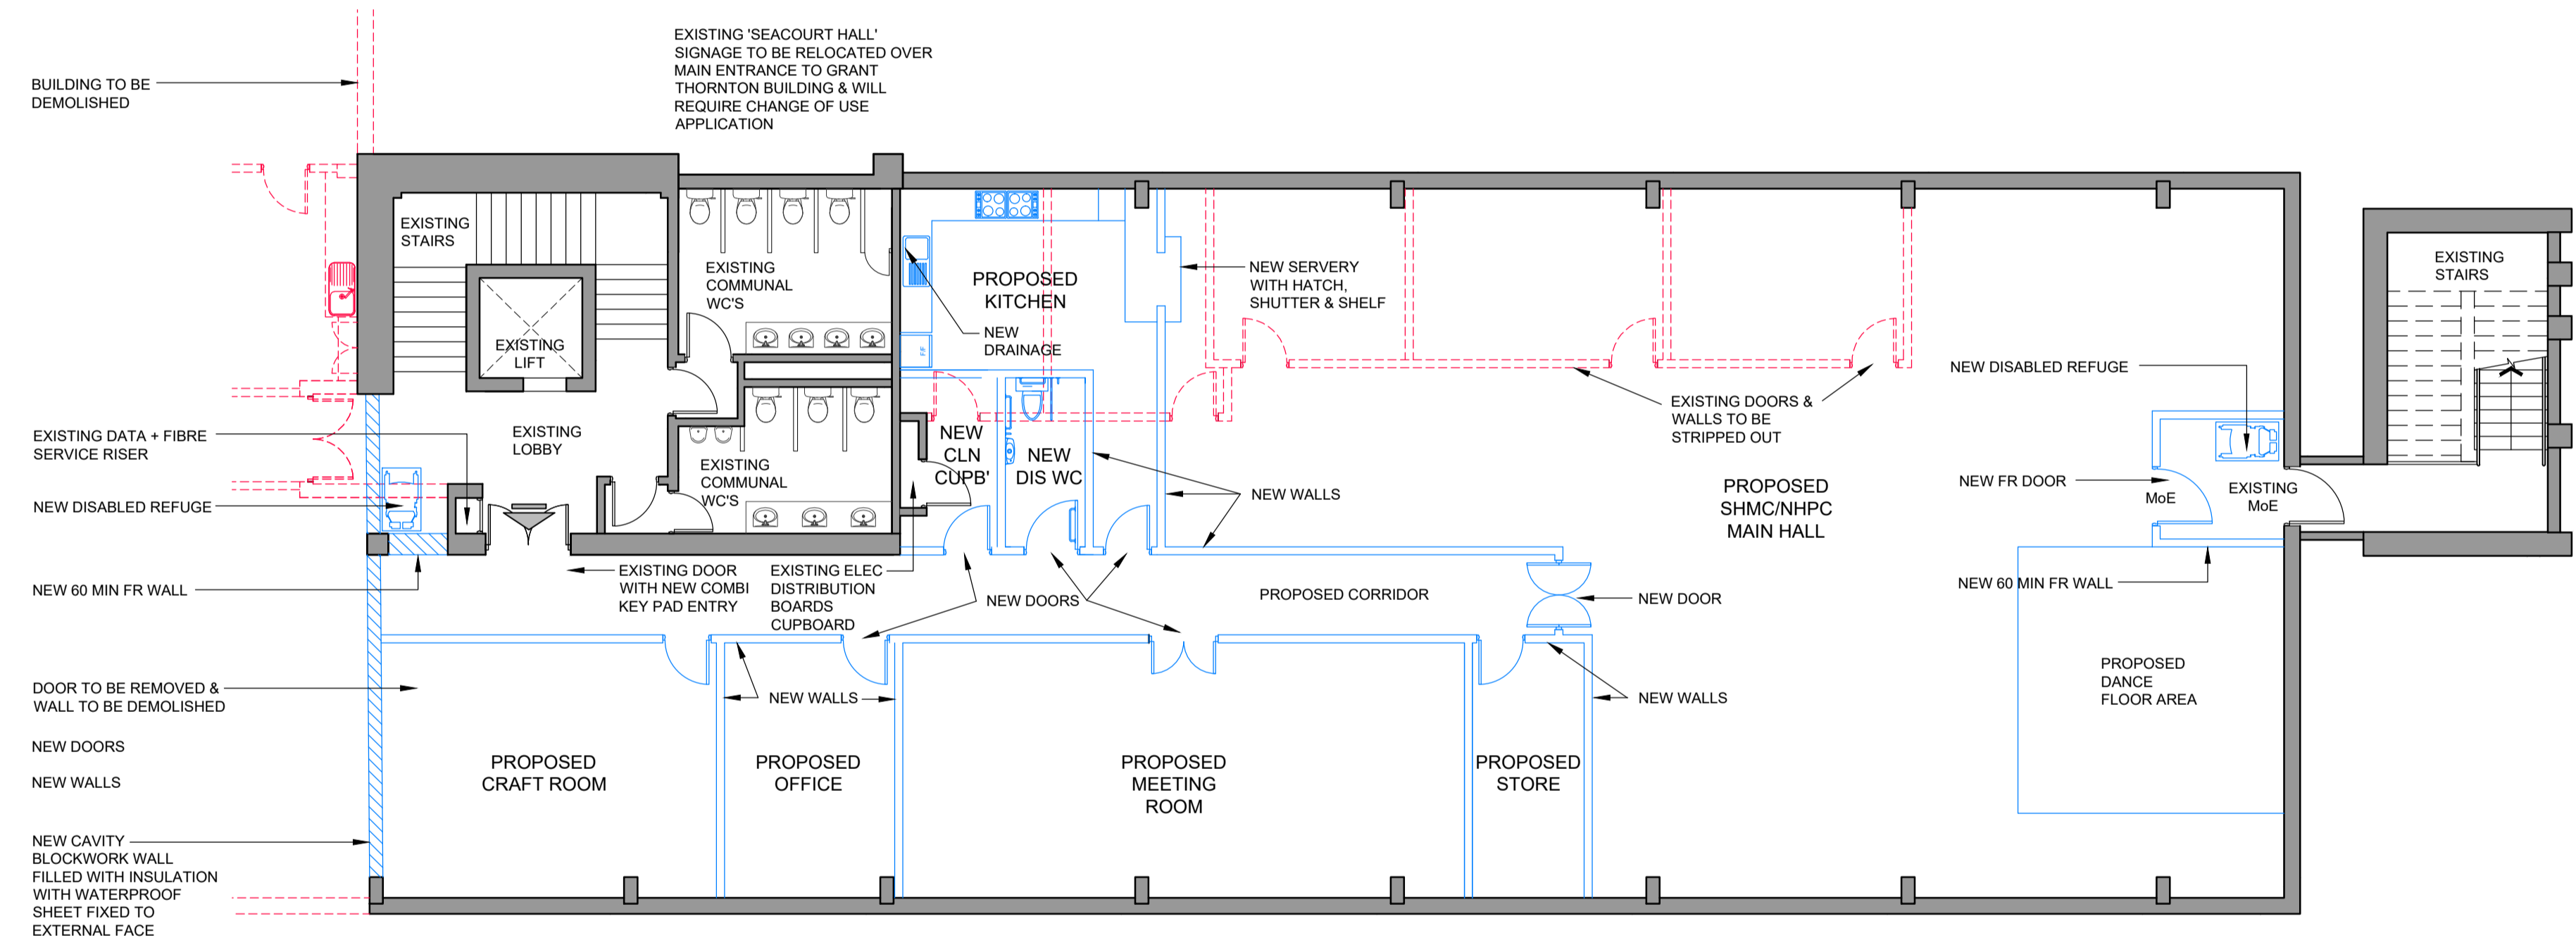 EXISTING 'SEACOURT HALL'
SIGNAGE TO BE RELOCATED OVER
MAIN ENTRANCE TO GRANT
THORNTON BUILDING & WILL
REQUIRE CHANGE OF USE
APPLICATION
BUILDING TO BE
DEMOLISHED
EXISTING
STAIRS
EXISTING
LIFT
EXISTING
LOBBY
EXISTING
COMMUNAL
WC'S
EXISTING
COMMUNAL
WC'S
PROPOSED
KITCHEN
NEW
DRAINAGE
F/F
NEW SERVERY
WITH HATCH,
SHUTTER & SHELF
EXISTING DOORS &
WALLS TO BE
STRIPPED OUT
NEW DISABLED REFUGE
EXISTING
STAIRS
EXISTING DATA + FIBRE
SERVICE RISER
NEW DISABLED REFUGE
NEW 60 MIN FR WALL
NEW
CLN
CUPB'
NEW
DIS WC
NEW WALLS
PROPOSED
SHMC/NHPC
MAIN HALL
NEW FR DOOR
MoE
EXISTING
MoE
NEW 60 MIN FR WALL
EXISTING DOOR
WITH NEW COMBI
KEY PAD ENTRY
EXISTING ELEC
DISTRIBUTION
BOARDS
CUPBOARD
NEW DOORS
PROPOSED CORRIDOR
NEW DOOR
DOOR TO BE REMOVED &
WALL TO BE DEMOLISHED
NEW DOORS
NEW WALLS
NEW WALLS
NEW WALLS
PROPOSED
DANCE
FLOOR AREA
PROPOSED
CRAFT ROOM
PROPOSED
OFFICE
PROPOSED
MEETING
ROOM
PROPOSED
STORE
NEW CAVITY
BLOCKWORK WALL
FILLED WITH INSULATION
WITH WATERPROOF
SHEET FIXED TO
EXTERNAL FACE